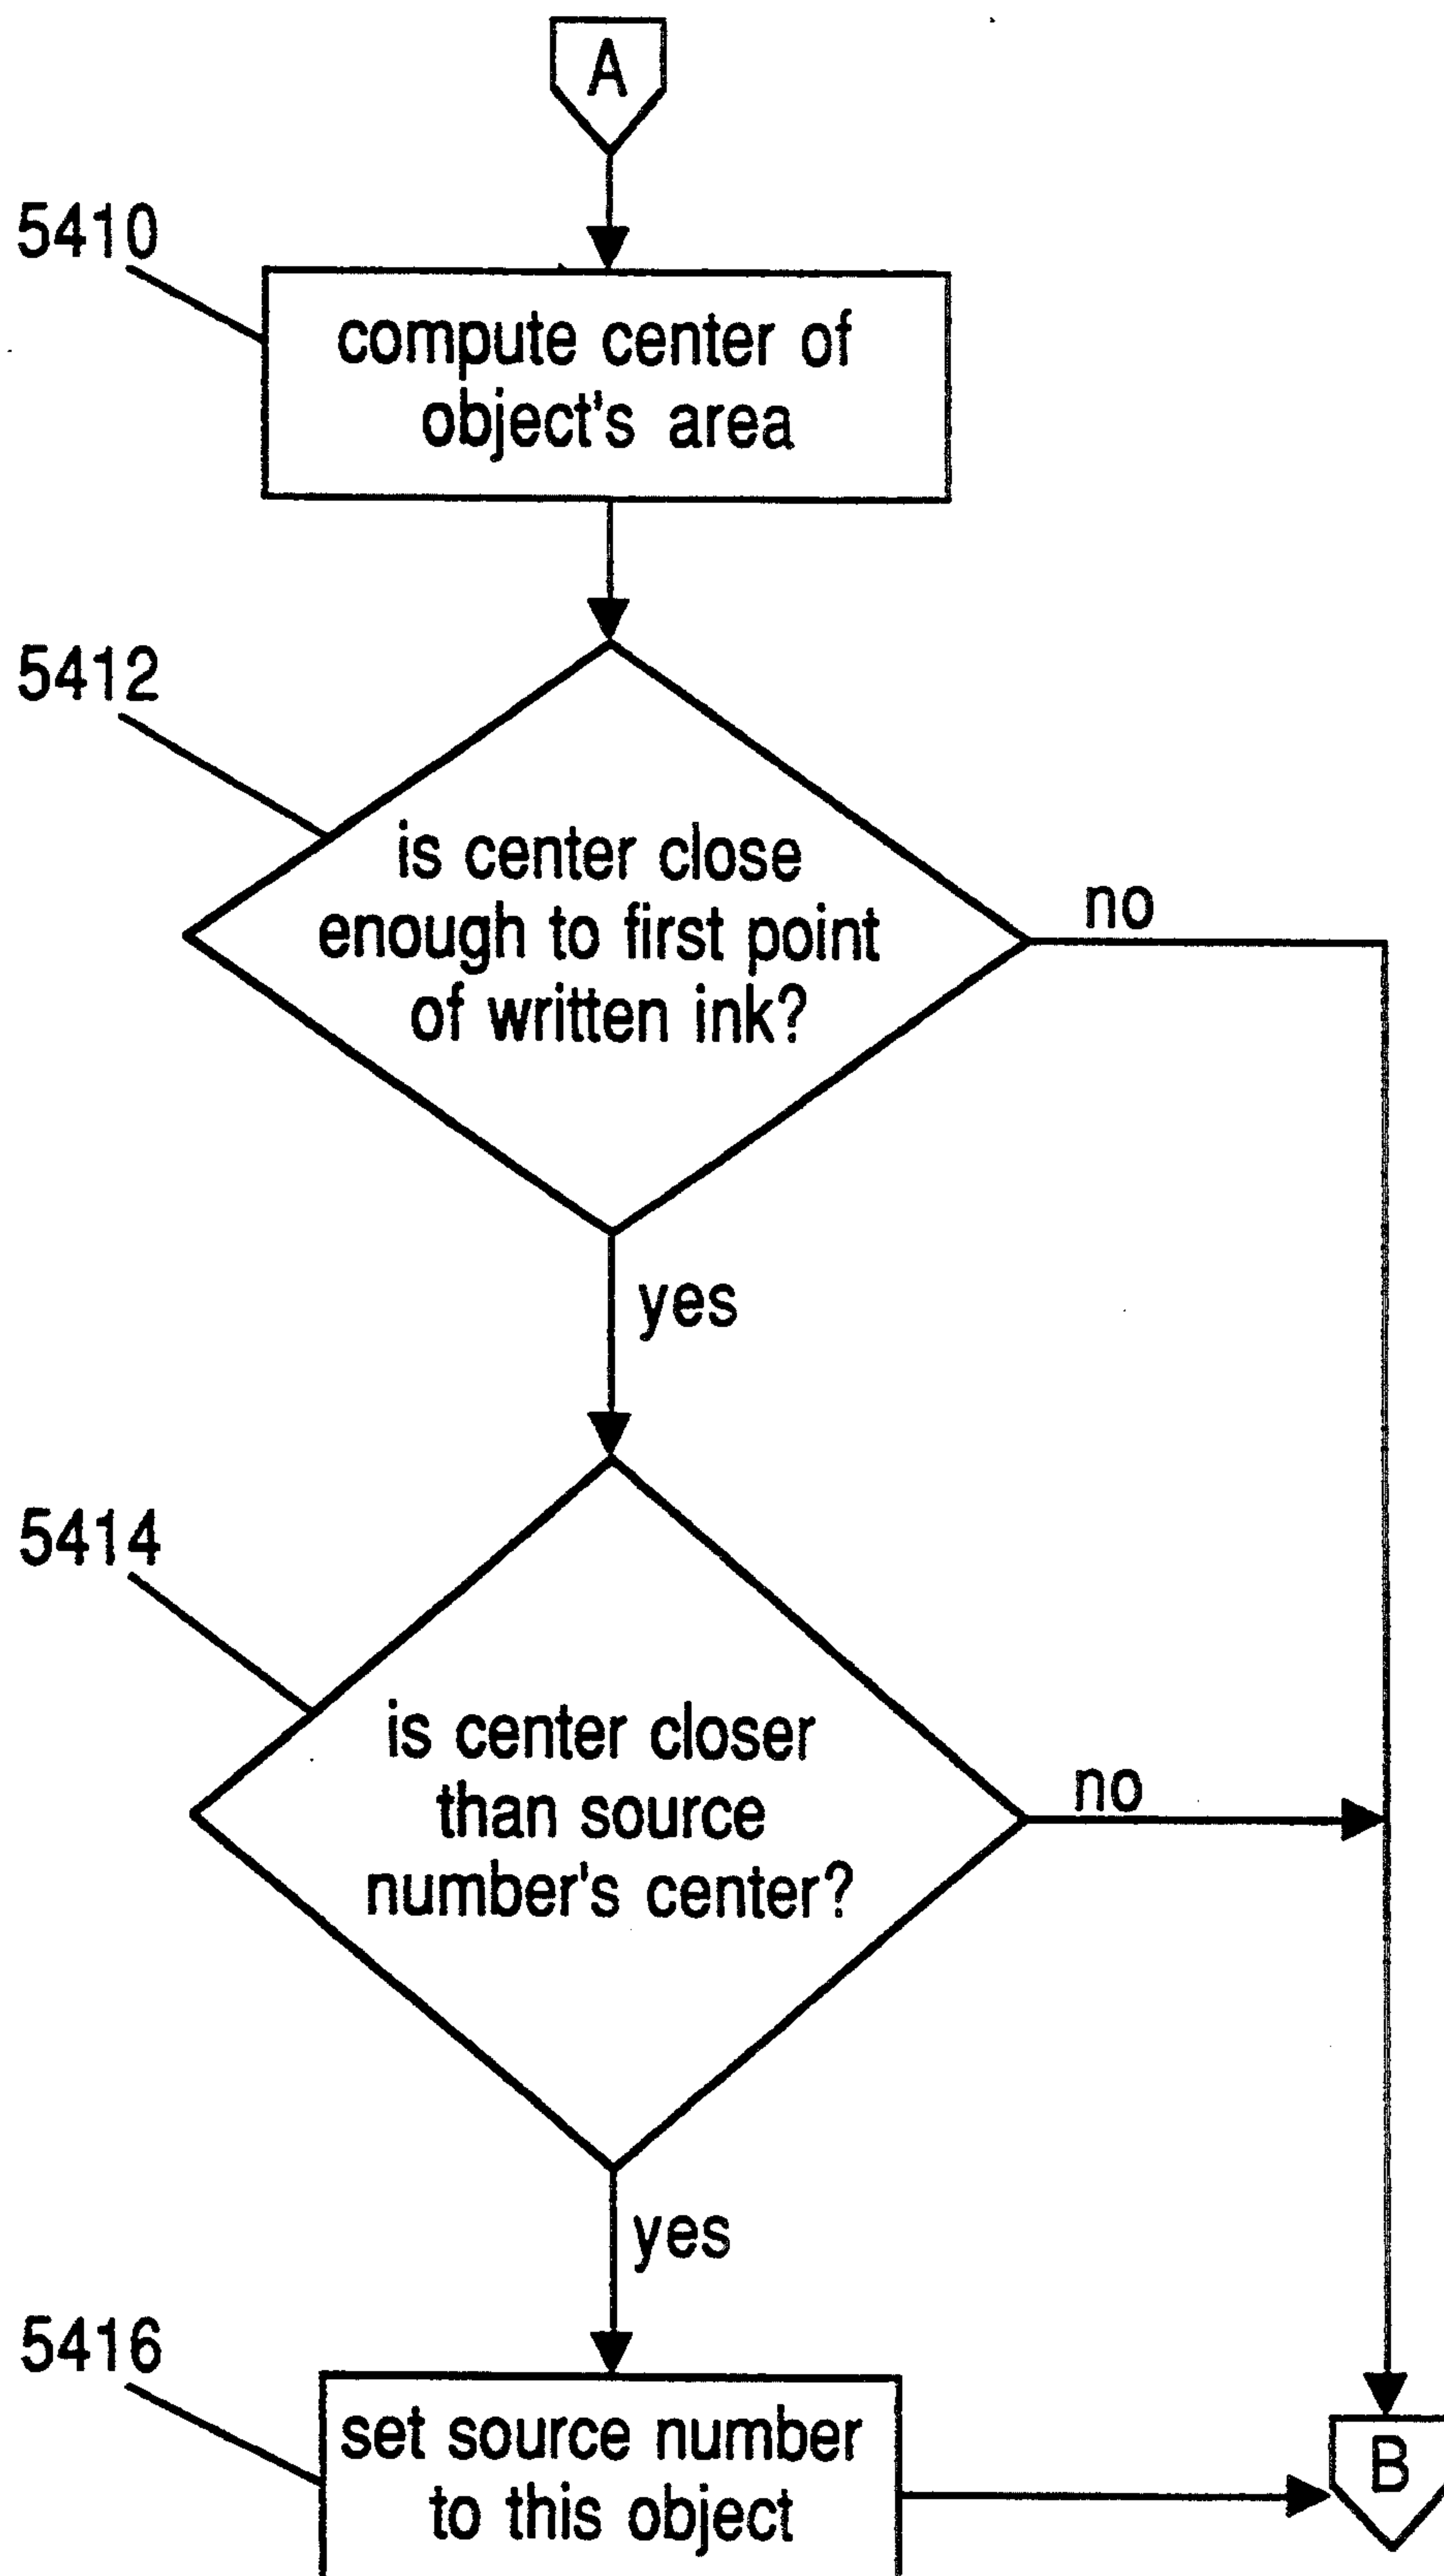 A
5410
compute center of
object's area
5412
is center close
enough to first point
of written ink?
no
yes
5414
is center closer
than source
number's center?
no
yes
5416
set source number
to this object
B